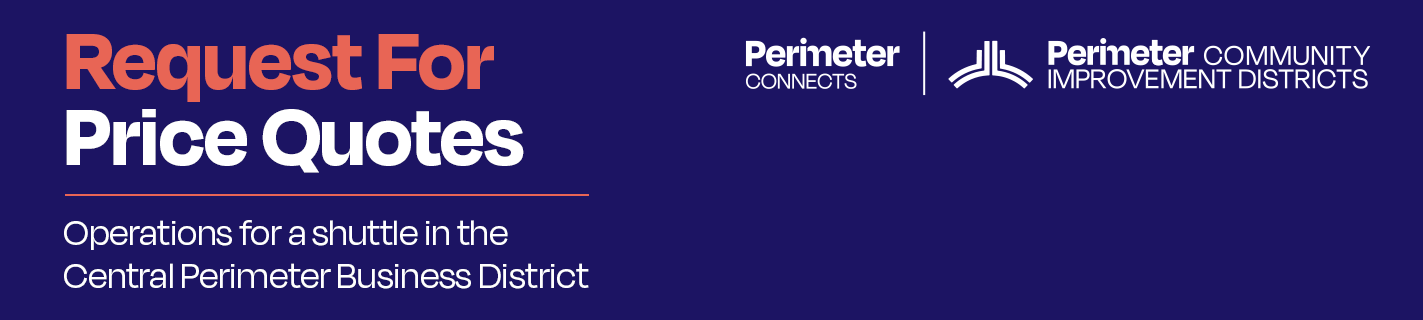 Request For
Price Quotes
Operations for a shuttle in the
Central Perimeter Business District
Perimeter
CONNECTS
Perimeter COMMUNITY
IMPROVEMENT DISTRICTS